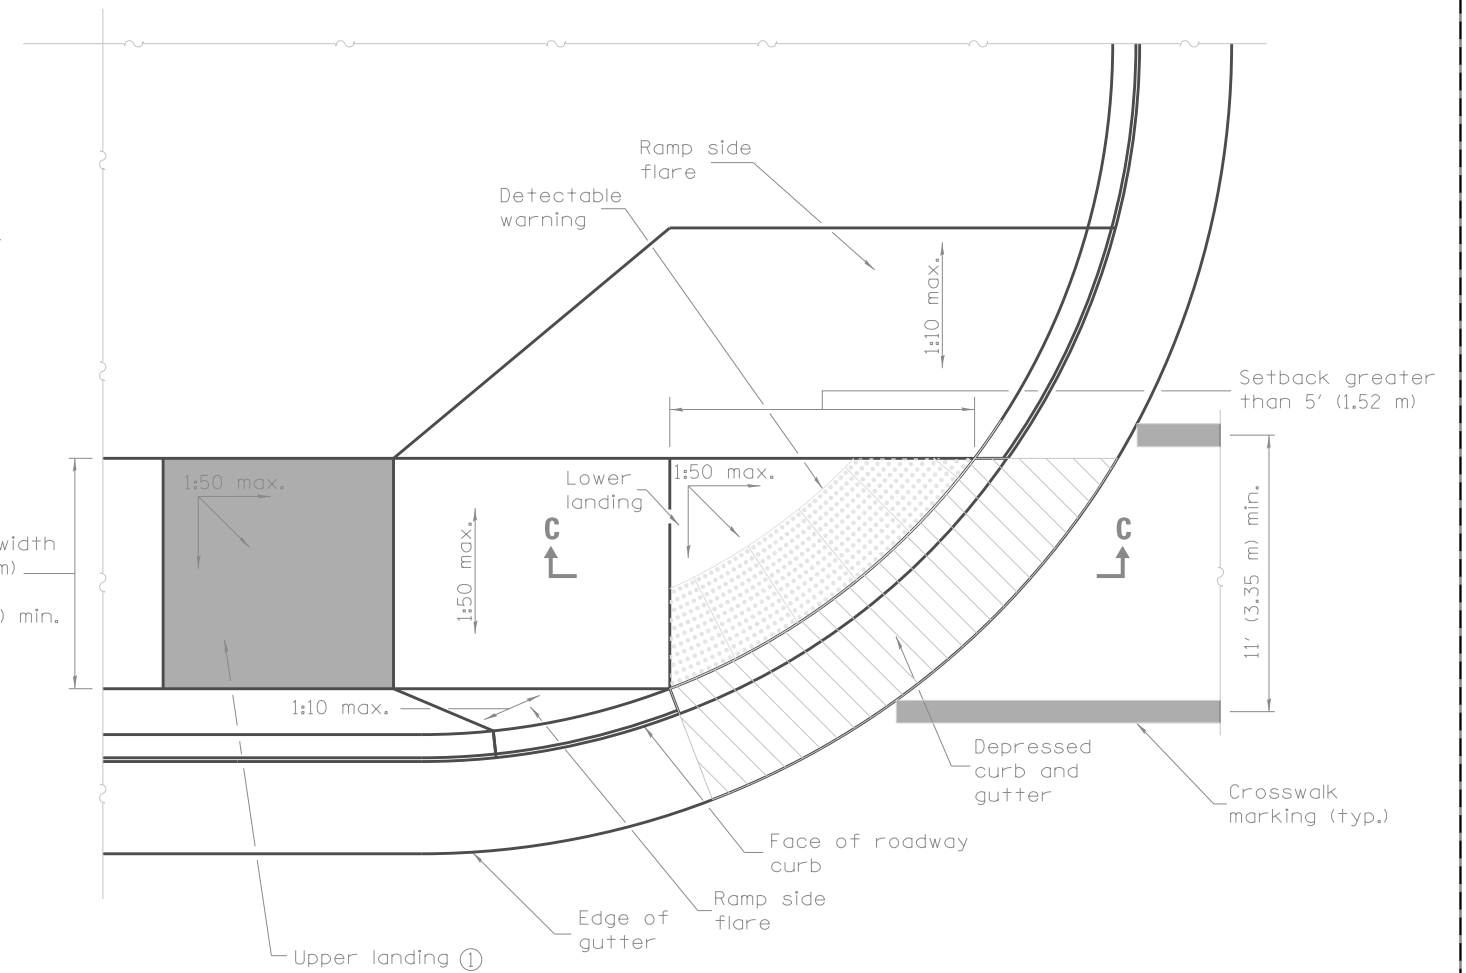 Ramp side
flare
Detectable
warning
1:10 max.
Setback greater
than 5' (1.52 m)
1:50 max.
Lower
landing
1:50 max.
C
C
width
m)
) min.
1:50 max.
11' (3.35 m) min.
1:10 max.
Depressed
curb and
gutter
Crosswalk
marking (typ.)
Face of roadway
curb
Ramp side
flare
Edge of
gutter
Upper landing 1